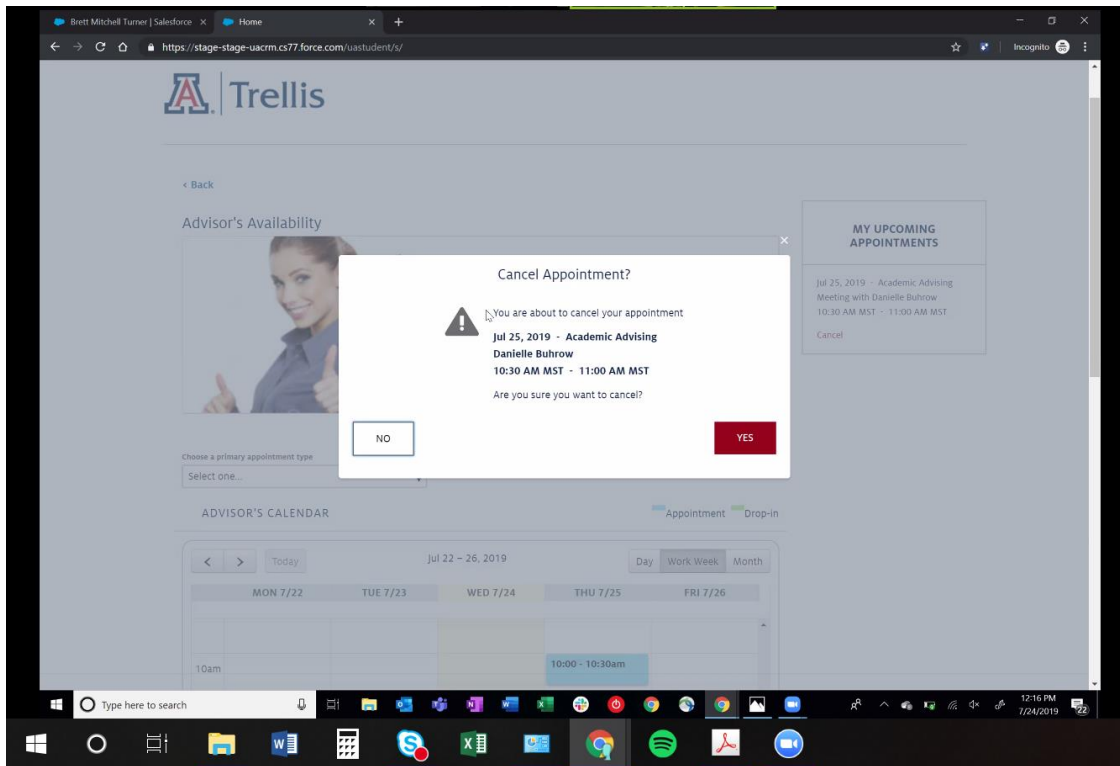 Brett Mitchell Turner | Salesforce
Home
https://stage-stage-uacrm.cs77.force.com/uastudent/s/
Incognito
A. Trellis
< Back
Advisor's Availability
MY UPCOMING
APPOINTMENTS
Jul 25, 2019 - Academic Advising
Meeting with Danielle Buhrow
10:30 AM MST - 11:00 AM MST
Cancel
Cancel Appointment?
You are about to cancel your appointment
Jul 25, 2019 - Academic Advising
Danielle Buhrow
10:30 AM MST - 11:00 AM MST
Are you sure you want to cancel?
NO
YES
Choose a primary appointment type
Select one...
ADVISOR'S CALENDAR
Appointment Drop-in
< > Today
Jul 22 – 26, 2019
Day Work Week Month
MON 7/22 TUE 7/23 WED 7/24 THU 7/25 FRI 7/26
10am
10:00 - 10:30am
Type here to search
12:16 PM
7/24/2019
22